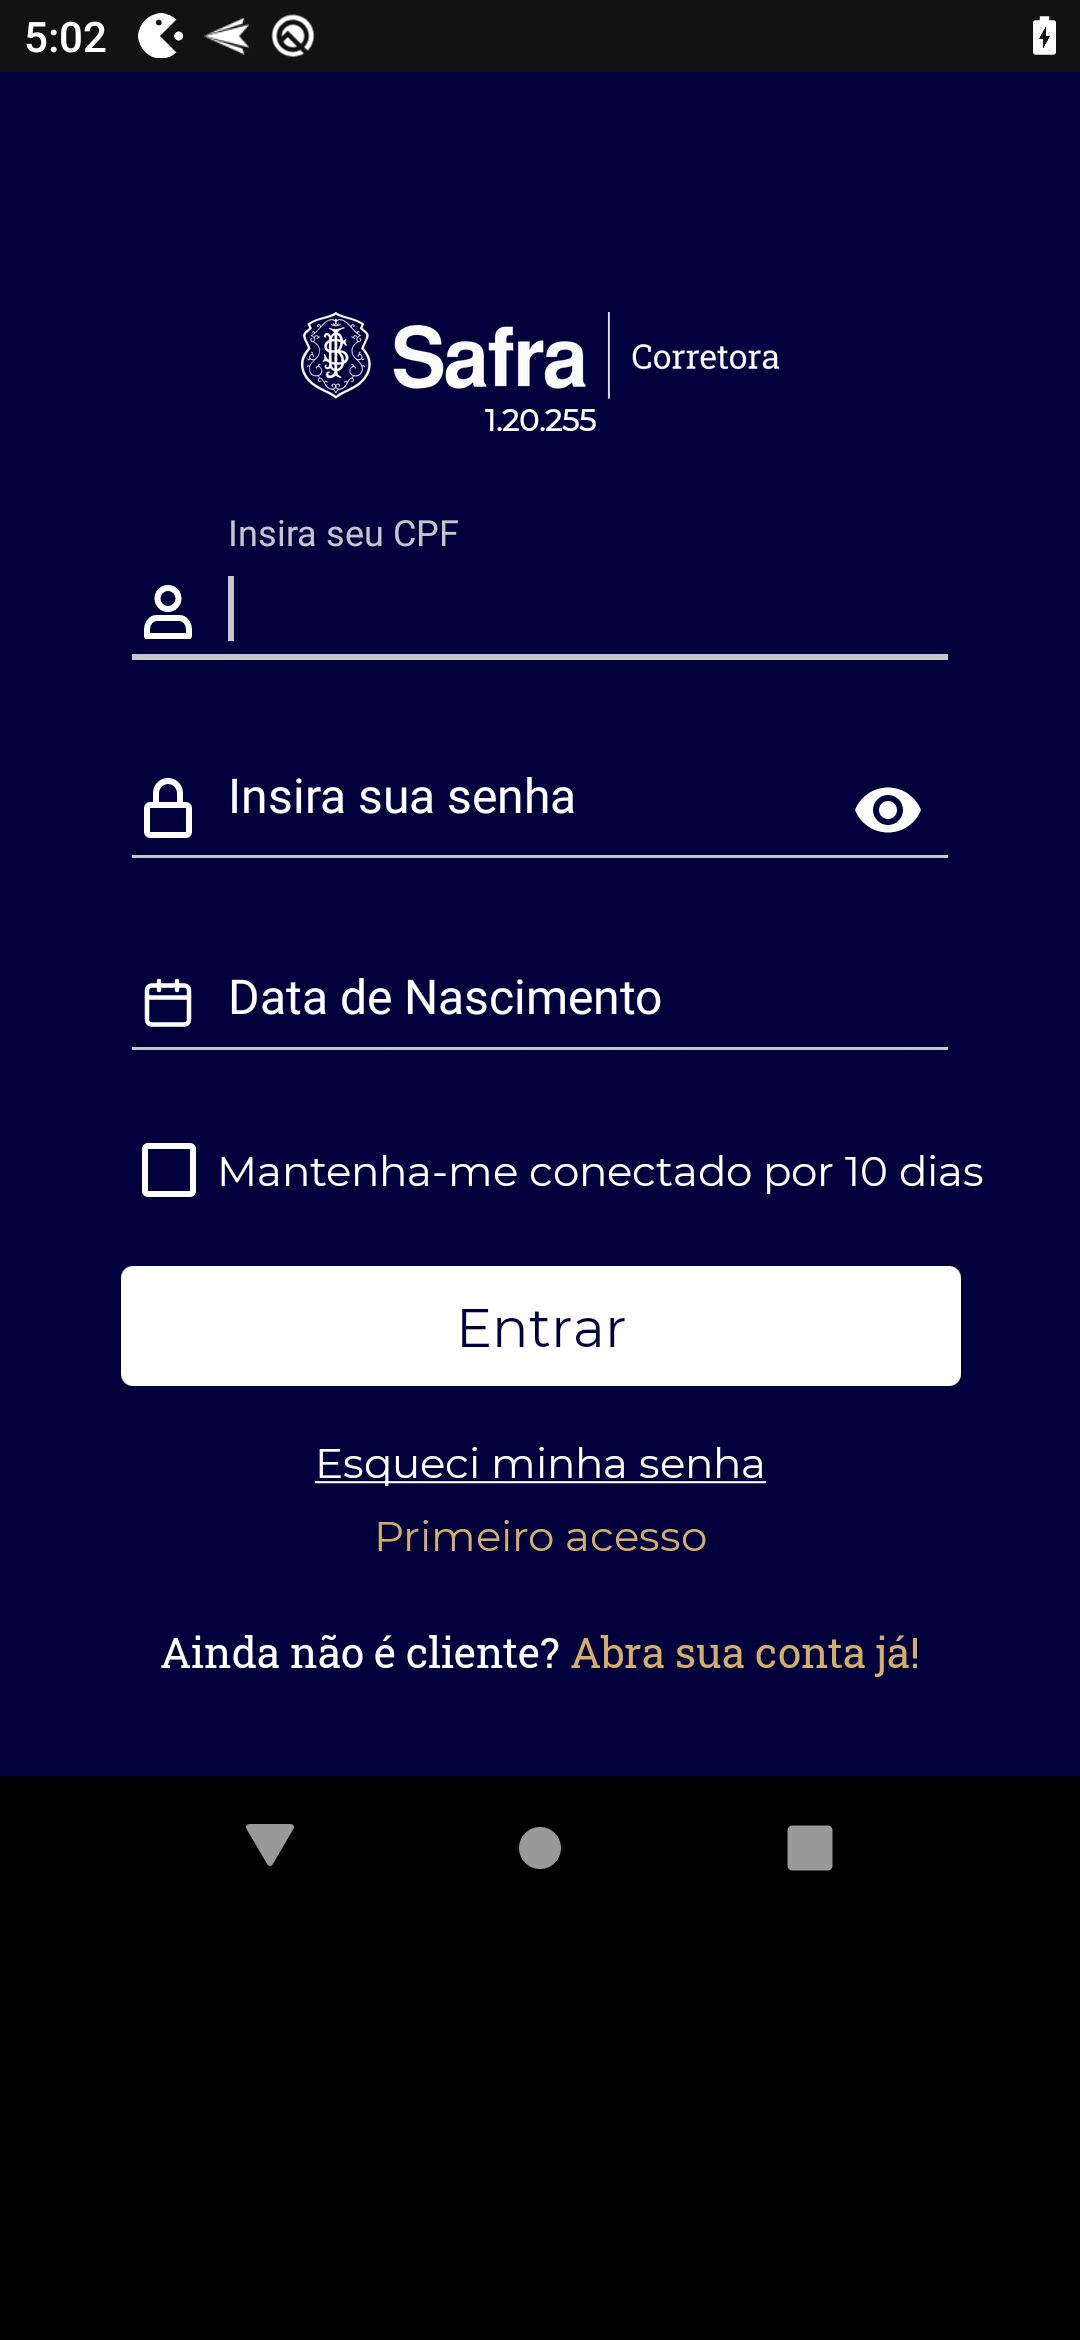 5:02
Safra Corretora
1.20.255
Insira seu CPF
Insira sua senha
Data de Nascimento
Mantenha-me conectado por 10 dias
Entrar
Esqueci minha senha
Primeiro acesso
Ainda não é cliente? Abra sua conta já!